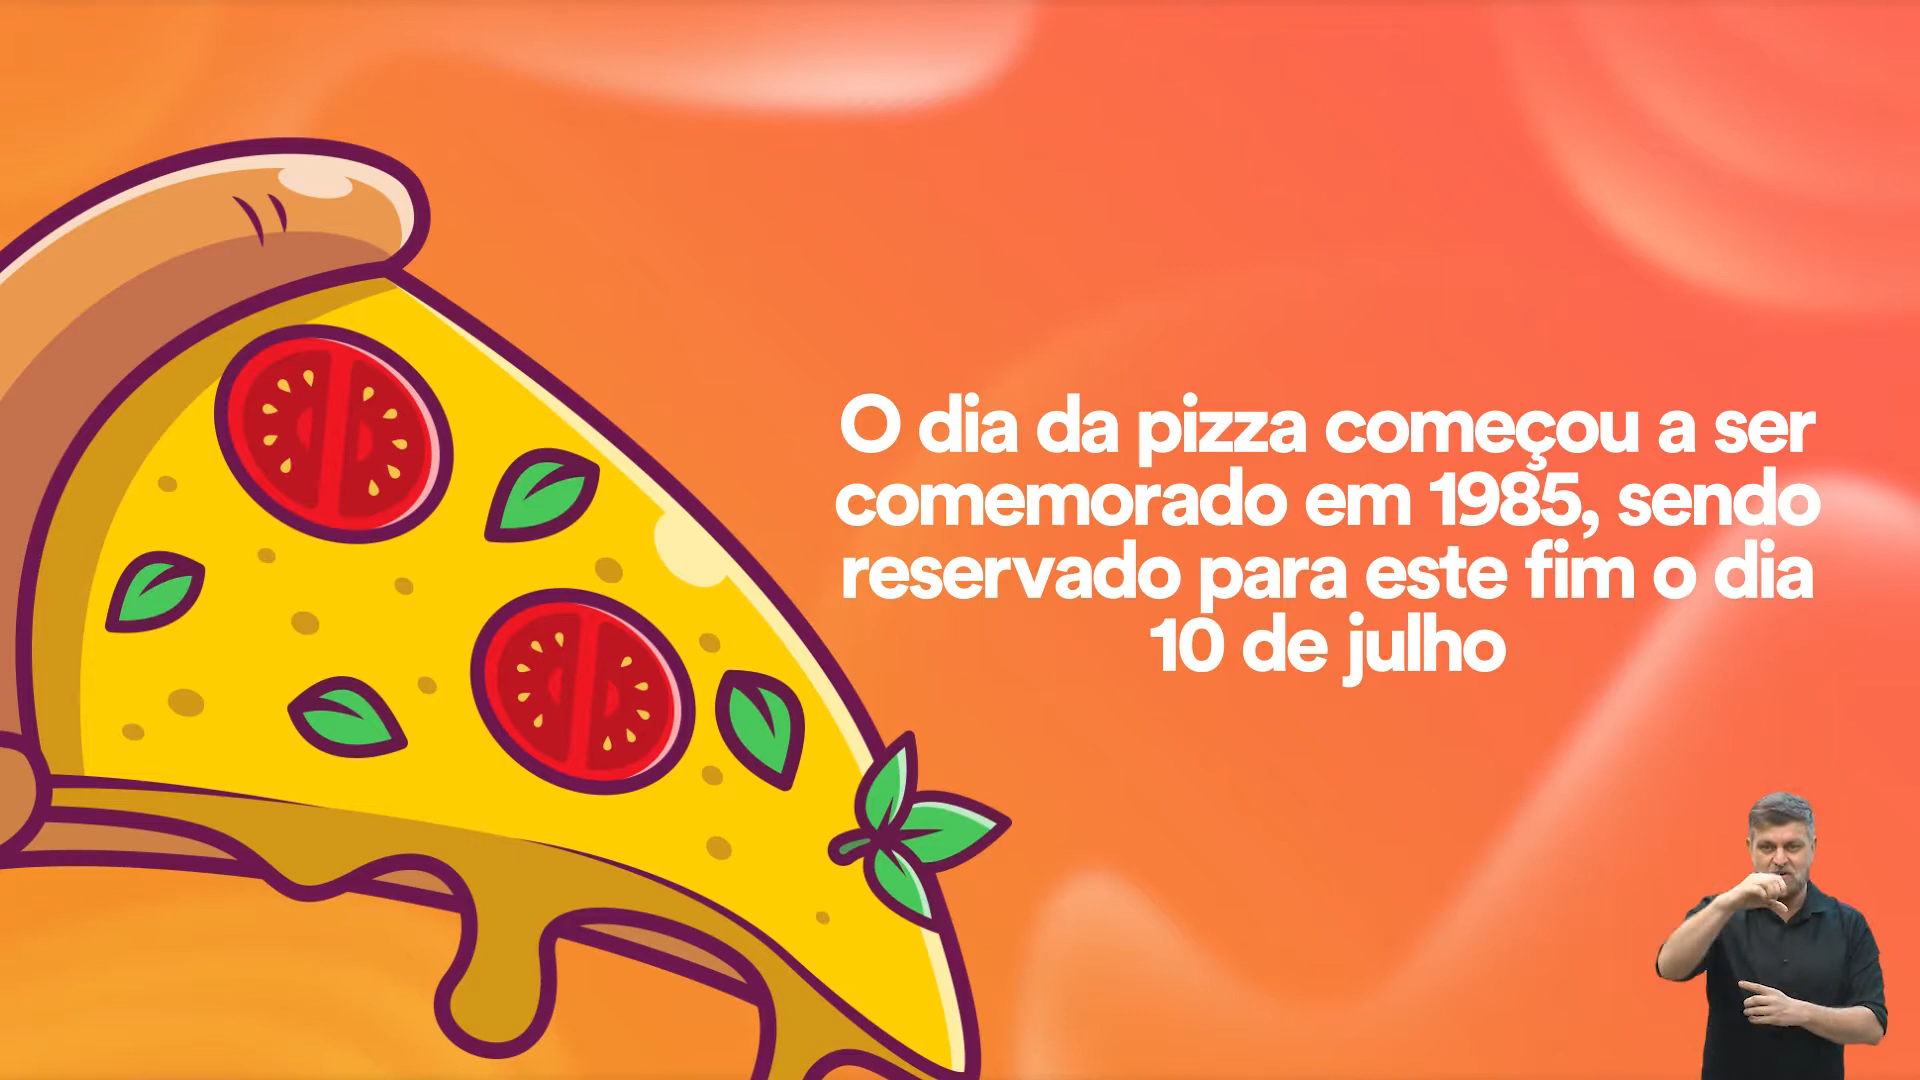 O dia da pizza começou a ser
comemorado em 1985, sendo
reservado para este fim o dia
10 de julho